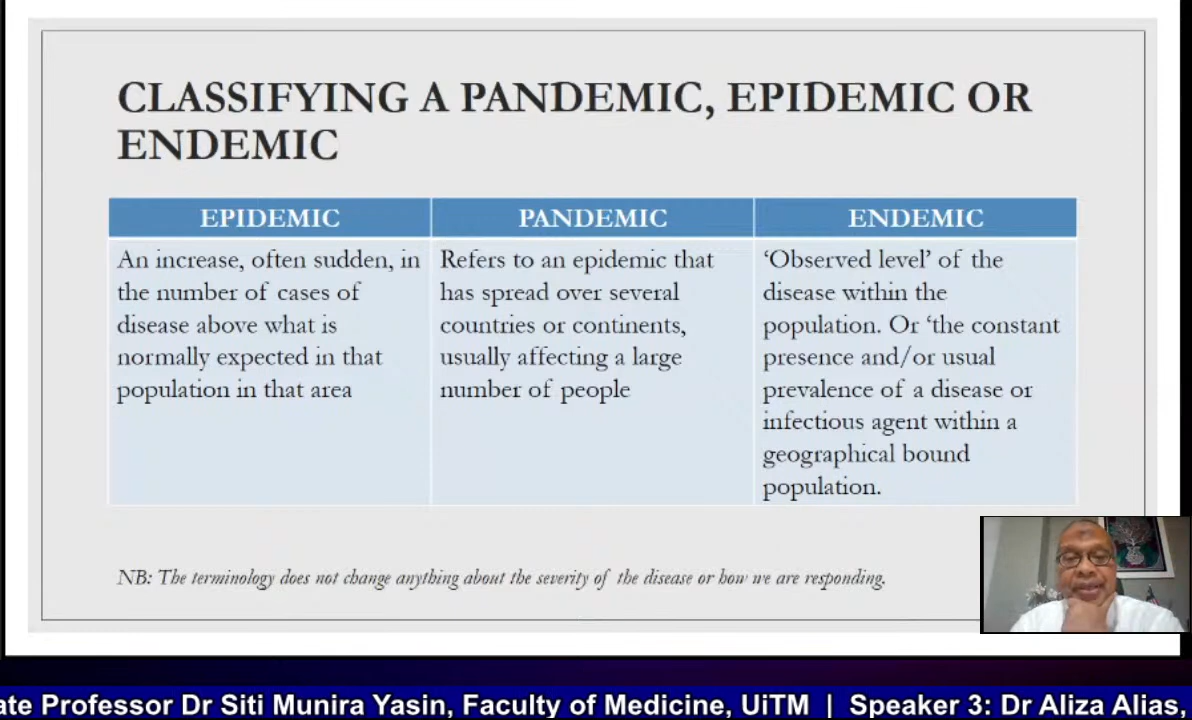 CLASSIFYING A PANDEMIC, EPIDEMIC OR
ENDEMIC
EPIDEMIC
An increase, often sudden, in
the number of cases of
disease above what is
normally expected in that
population in that area
PANDEMIC
Refers to an epidemic that
has spread over several
countries or continents,
usually affecting a large
number of people
ENDEMIC
‘Observed level’ of the
disease within the
population. Or ‘the constant
presence and/or usual
prevalence of a disease or
infectious agent within a
geographical bound
population.
NB: The terminology does not change anything about the severity of the disease or how we are responding.
ate Professor Dr Siti Munira Yasin, Faculty of Medicine, UiTM | Speaker 3: Dr Aliza Alias,